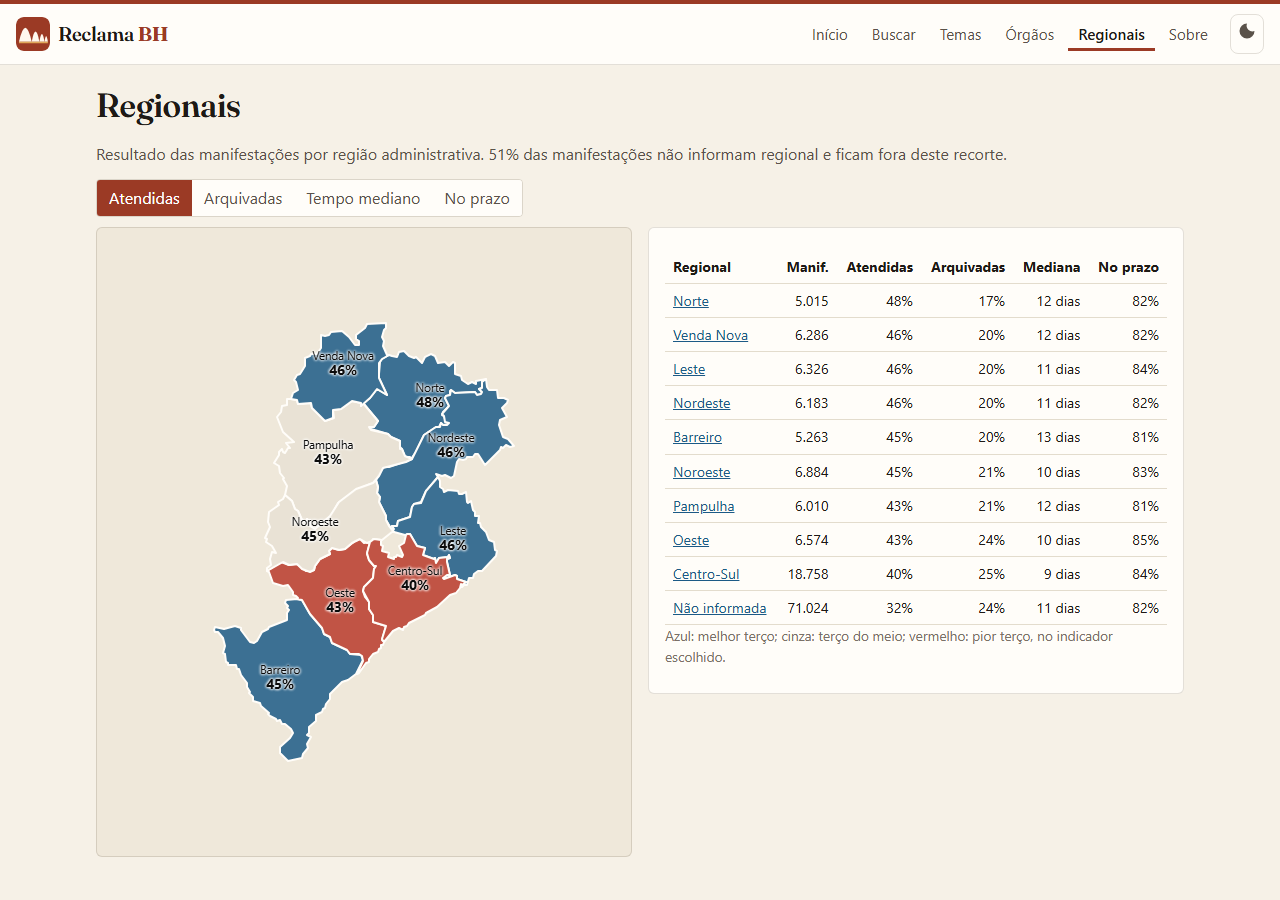 Reclama BH
Início Buscar Temas Órgãos Regionais Sobre
Regionais
Resultado das manifestações por região administrativa. 51% das manifestações não informam regional e ficam fora deste recorte.
Atendidas Arquivadas Tempo mediano No prazo
Venda Nova
46%
Norte
48%
Nordeste
46%
Pampulha
43%
Noroeste
45%
Leste
46%
Centro-Sul
40%
Oeste
43%
Barreiro
45%
Regional Manif. Atendidas Arquivadas Mediana No prazo
Norte 5.015 48% 17% 12 dias 82%
Venda Nova 6.286 46% 20% 12 dias 82%
Leste 6.326 46% 20% 11 dias 84%
Nordeste 6.183 46% 20% 11 dias 82%
Barreiro 5.263 45% 20% 13 dias 81%
Noroeste 6.884 45% 21% 10 dias 83%
Pampulha 6.010 43% 21% 12 dias 81%
Oeste 6.574 43% 24% 10 dias 85%
Centro-Sul 18.758 40% 25% 9 dias 84%
Não informada 71.024 32% 24% 11 dias 82%
Azul: melhor terço; cinza: terço do meio; vermelho: pior terço, no indicador
escolhido.